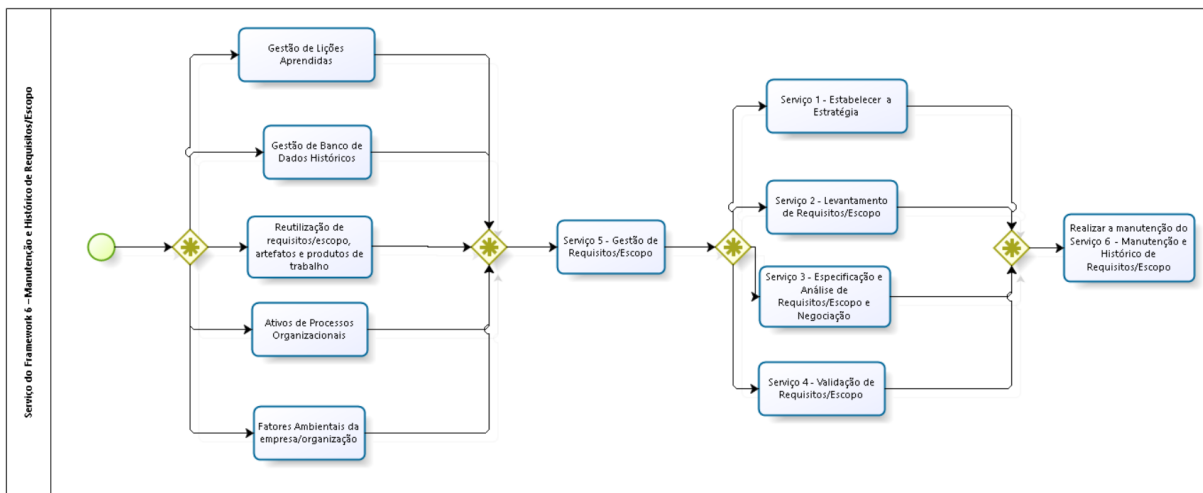 Serviço do Framework 6 – Manutenção e Histórico de Requisitos/Escopo
Gestão de Lições
Aprendidas
Gestão de Banco de
Dados Históricos
Reutilização de
requisitos/escopo,
artefatos e produtos de
trabalho
Ativos de Processos
Organizacionais
Fatores Ambientais da
empresa/organização
Serviço 5 - Gestão de
Requisitos/Escopo
Serviço 1 - Estabelecer a
Estratégia
Serviço 2 - Levantamento
de Requisitos/Escopo
Serviço 3 - Especificação e
Análise de
Requisitos/Escopo e
Negociação
Serviço 4 - Validação de
Requisitos/Escopo
Realizar a manutenção do
Serviço 6 - Manutenção e
Histórico de
Requisitos/Escopo